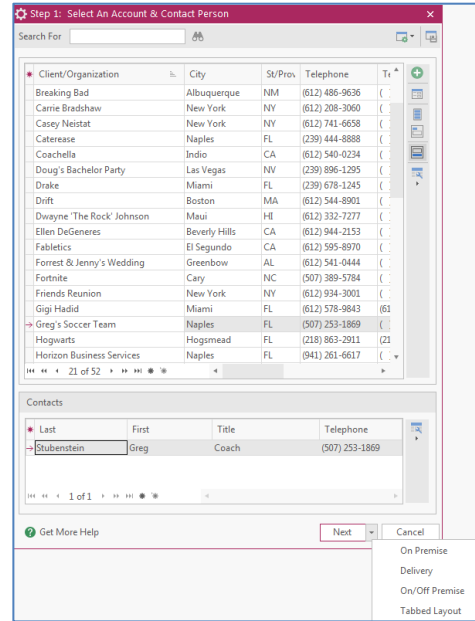 Step 1: Select An Account & Contact Person
Search For
Client/Organization City St/Prov Telephone
Breaking Bad Albuquerque NM (612) 486-9636 (
Carrie Bradshaw New York NY (612) 208-3060 (
Casey Neistat New York NY (612) 741-6658 (
Caterease Naples FL (239) 444-8888 (
Coachella Indio CA (612) 540-0234 (
Doug's Bachelor Party Las Vegas NV (239) 896-1295 (
Drake Miami FL (239) 678-1245 (
Drift Boston MA (612) 544-8901 (
Dwayne 'The Rock' Johnson Maui HI (612) 332-7277 (
Ellen DeGeneres Beverly Hills CA (612) 944-2153 (
Fabletics El Segundo CA (612) 595-8970 (
Forrest & Jenny's Wedding Greenbow AL (612) 541-0444 (
Fortnite Cary NC (507) 389-5784 (
Friends Reunion New York NY (612) 934-3001 (
Gigi Hadid Miami FL (612) 578-9843 (61
Greg's Soccer Team Naples FL (507) 253-1869 (
Hogwarts Hogsmead FL (218) 863-2911 (21
Horizon Business Services Naples FL (941) 261-6617 (
21 of 52
Contacts
Last First Title Telephone
Stubenstein Greg Coach (507) 253-1869
1 of 1
Get More Help Next Cancel
On Premise
Delivery
On/Off Premise
Tabbed Layout